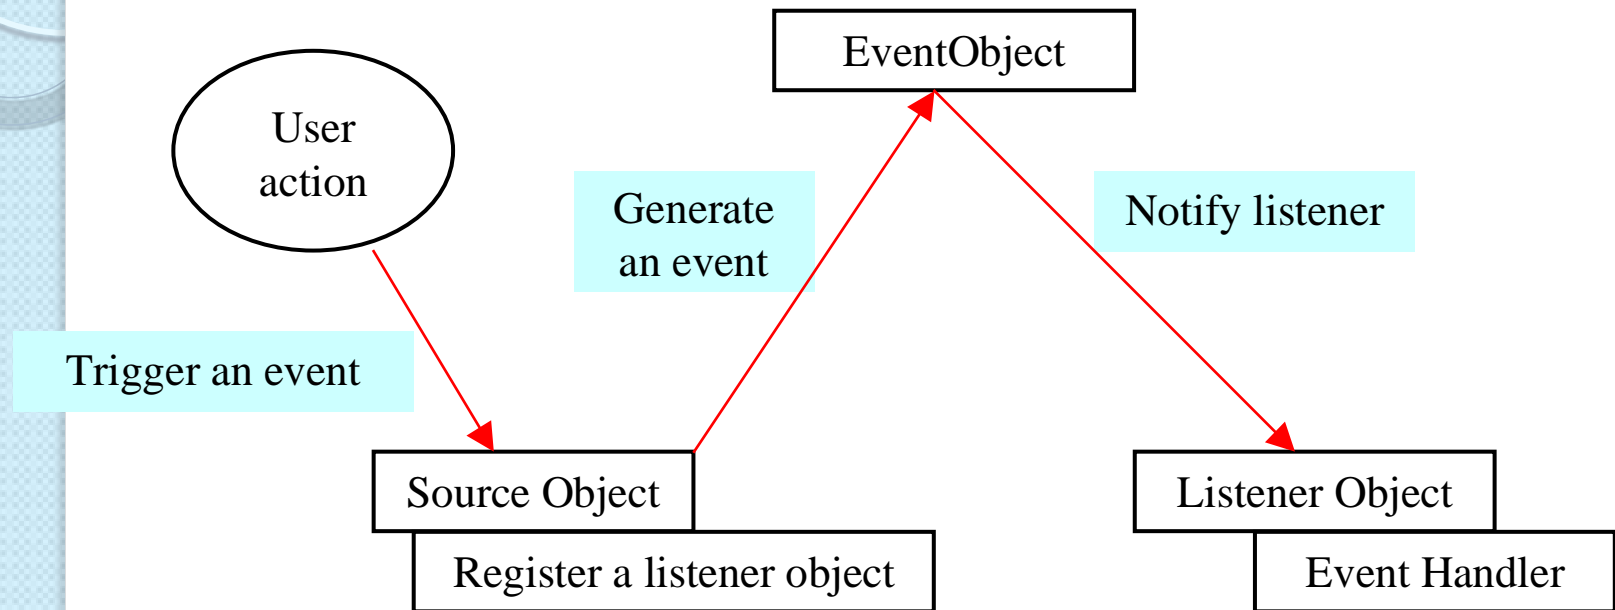 EventObject
User
action
Generate
an event
Notify listener
Trigger an event
Source Object
Register a listener object
Listener Object
Event Handler